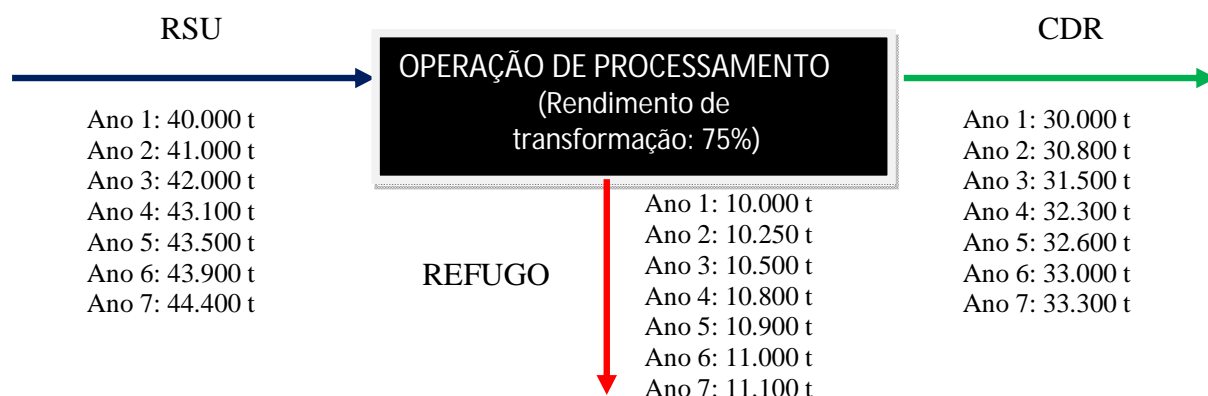 RSU
Ano 1: 40.000 t
Ano 2: 41.000 t
Ano 3: 42.000 t
Ano 4: 43.100 t
Ano 5: 43.500 t
Ano 6: 43.900 t
Ano 7: 44.400 t
OPERAÇÃO DE PROCESSAMENTO
(Rendimento de
transformação: 75%)
REFUGO
Ano 1: 10.000 t
Ano 2: 10.250 t
Ano 3: 10.500 t
Ano 4: 10.800 t
Ano 5: 10.900 t
Ano 6: 11.000 t
Ano 7: 11.100 t
CDR
Ano 1: 30.000 t
Ano 2: 30.800 t
Ano 3: 31.500 t
Ano 4: 32.300 t
Ano 5: 32.600 t
Ano 6: 33.000 t
Ano 7: 33.300 t